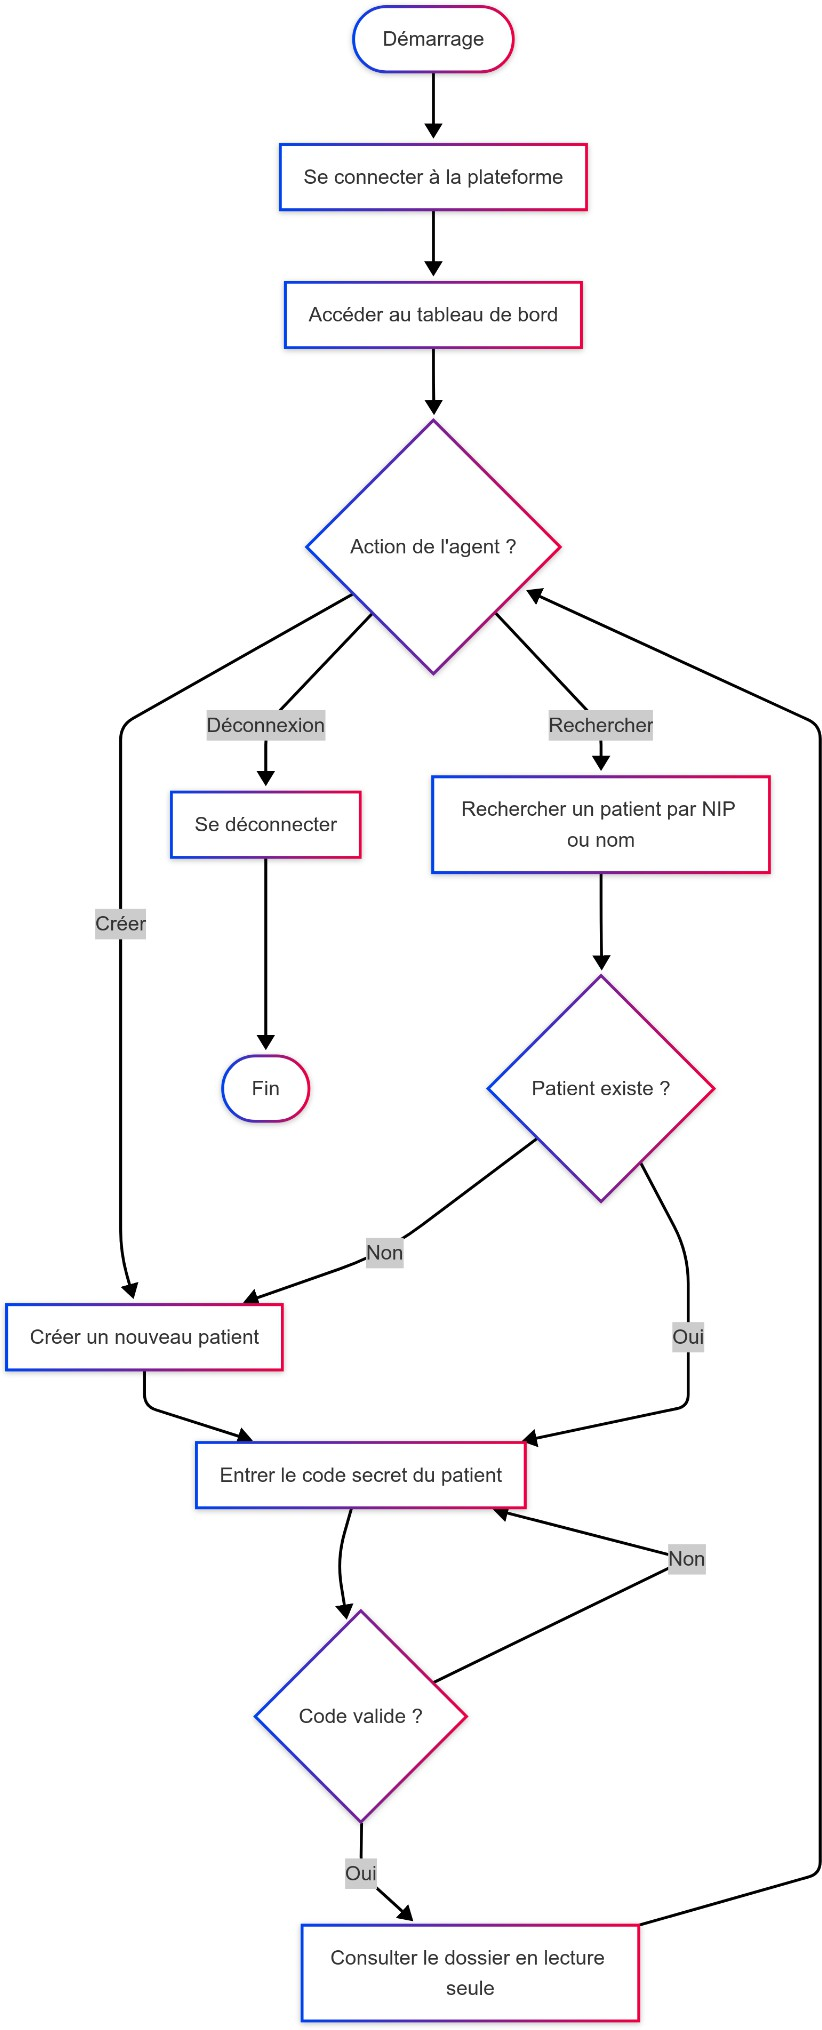 Démarrage
Se connecter à la plateforme
Accéder au tableau de bord
Action de l'agent ?
Déconnexion
Rechercher
Se déconnecter
Rechercher un patient par NIP
ou nom
Créer
Fin
Patient existe ?
Non
Créer un nouveau patient
Oui
Entrer le code secret du patient
Non
Code valide ?
Oui
Consulter le dossier en lecture
seule